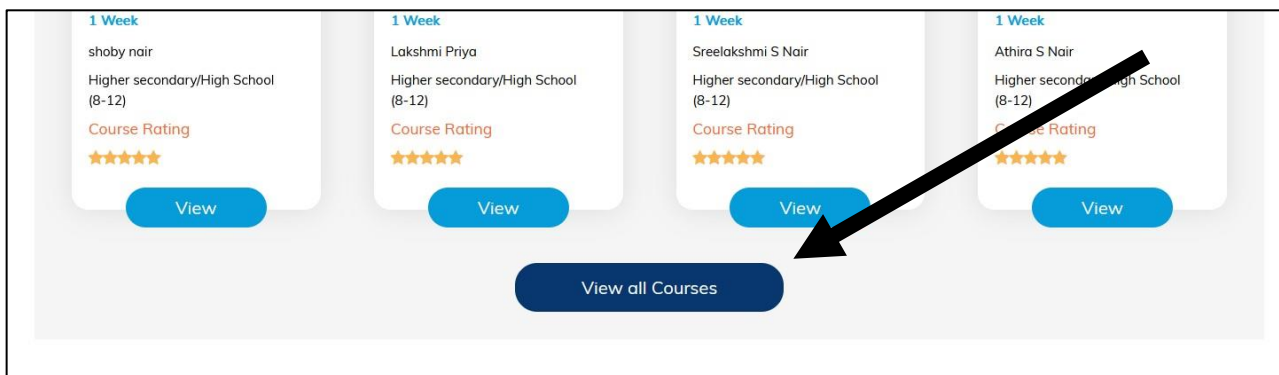 1 Week
shoby nair
Higher secondary/High School
(8-12)
Course Rating
View
1 Week
Lakshmi Priya
Higher secondary/High School
(8-12)
Course Rating
View
1 Week
Sreelakshmi S Nair
Higher secondary/High School
(8-12)
Course Rating
View
1 Week
Athira S Nair
Higher School
(8-12)
Rating
View
View all Courses